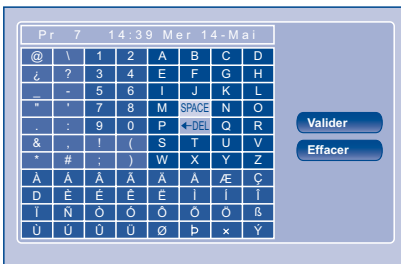 Pr 7 14:39 Mer 14-Mai
@ \ 1 2 A B C D
¿ ? 3 4 E F G H
_ - 5 6 I J K L
" ' 7 8 M SPACE N O
. : 9 0 P ←DEL Q R
& , ! ( S T U V
* # ; ) W X Y Z
À Á Â Ã Ä Æ Ç
D É È Ê Ë Ì Í Î
Ï Ñ Ò Ó Ô Õ Ö ß
Ù Ú Û Ü Ø Þ × Ý
Valider
Effacer